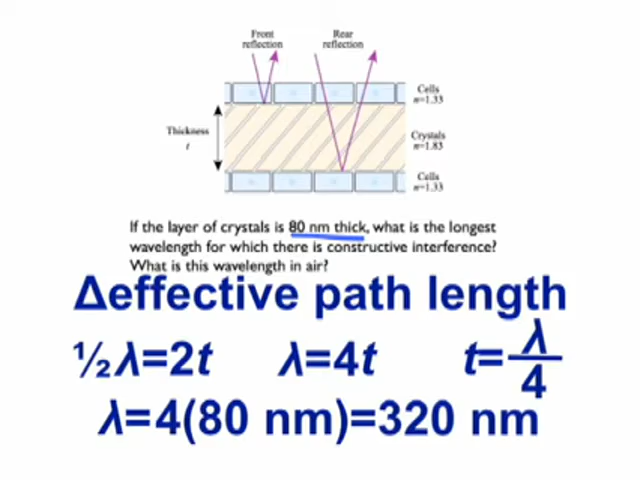 Front
reflection
Rear
reflection
Cells
n=1.33
Thickness
t
Crystals
n=1.83
Cells
n=1.33
If the layer of crystals is 80 nm thick, what is the longest
wavelength for which there is constructive interference?
What is this wavelength in air?
Δeffective path length
½λ=2t λ=4t t=λ/4
λ=4(80 nm)=320 nm